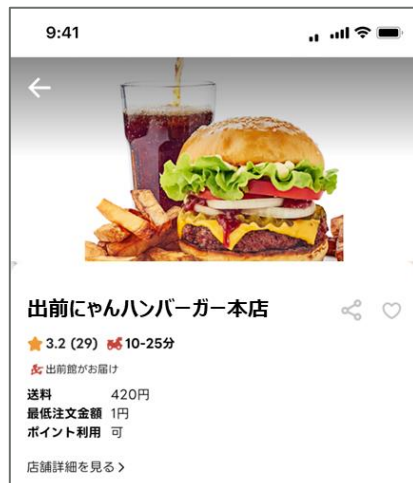 9:41
出前にゃんハンバーガー本店
3.2 (29) 10-25分
出前館がお届け
送料 420円
最低注文金額 1円
ポイント利用 可
店舗詳細を見る >